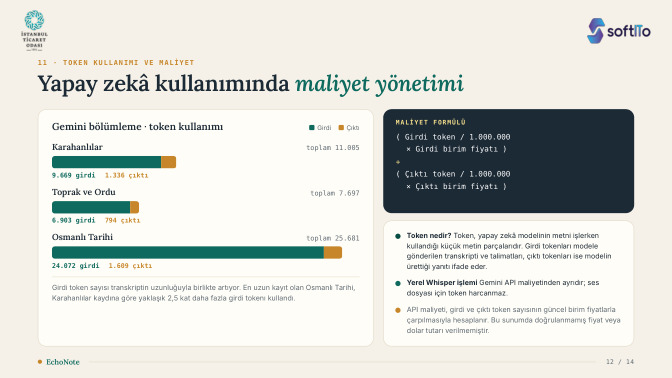 İSTANBUL
TİCARET
ODASI
softITo
11 · TOKEN KULLANIMI VE MALİYET
Yapay zekâ kullanımında maliyet yönetimi
Gemini bölümleme · token kullanımı
Girdi Çıktı
Karahanlılar toplam 11.005
9.669 girdi 1.336 çıktı
Toprak ve Ordu toplam 7.697
6.903 girdi 794 çıktı
Osmanlı Tarihi toplam 25.681
24.072 girdi 1.609 çıktı
Girdi token sayısı transkriptin uzunluğuyla birlikte artıyor. En uzun kayıt olan Osmanlı Tarihi,
Karahanlılar kaydına göre yaklaşık 2,5 kat daha fazla girdi tokenı kullandı.
MALİYET FORMÜLÜ
( Girdi token / 1.000.000
× Girdi birim fiyatı )
+
( Çıktı token / 1.000.000
× Çıktı birim fiyatı )
Token nedir? Token, yapay zekâ modelinin metni işlerken
kullandığı küçük metin parçalarıdır. Girdi tokenları modele
gönderilen transkripti ve talimatları, çıktı tokenları ise modelin
ürettiği yanıtı ifade eder.
Yerel Whisper işlemi Gemini API maliyetinden ayrıdır; ses
dosyası için token harcanmaz.
API maliyeti, girdi ve çıktı token sayısının güncel birim fiyatlarla
çarpılmasıyla hesaplanır. Bu sunumda doğrulanmamış fiyat veya
dolar tutarı verilmemiştir.
EchoNote
12 / 14